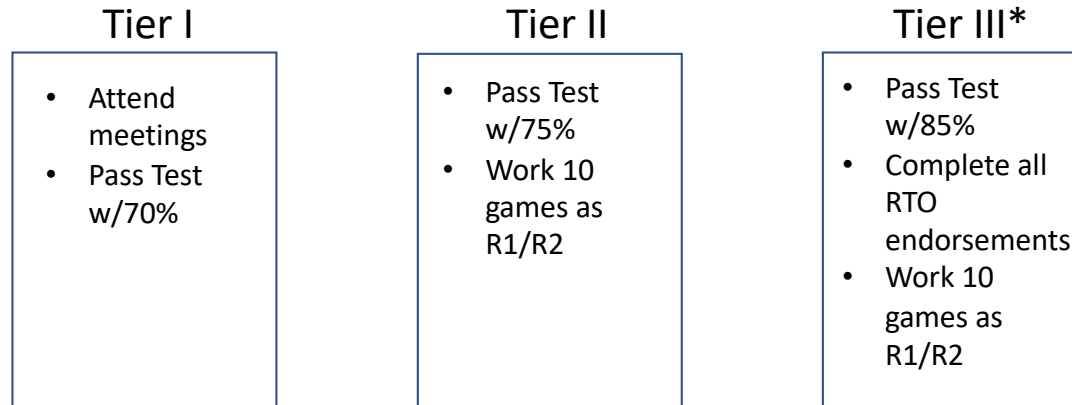 Tier I
• Attend
meetings
• Pass Test
w/70%
Tier II
• Pass Test
w/75%
• Work 10
games as
R1/R2
Tier III*
• Pass Test
w/85%
• Complete all
RTO
endorsements
• Work 10
games as
R1/R2